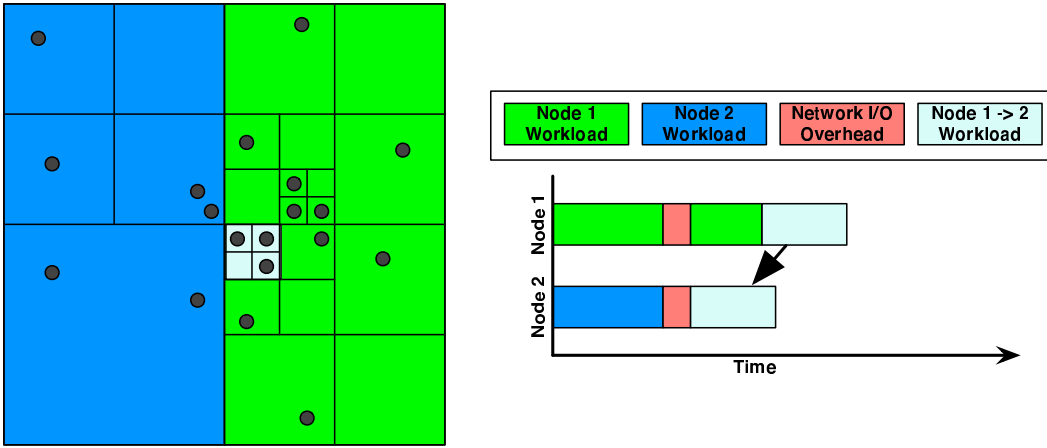 Node 1
Workload
Node 2
Workload
Network I/O
Overhead
Node 1 -> 2
Workload
Node 1
Node 2
Time